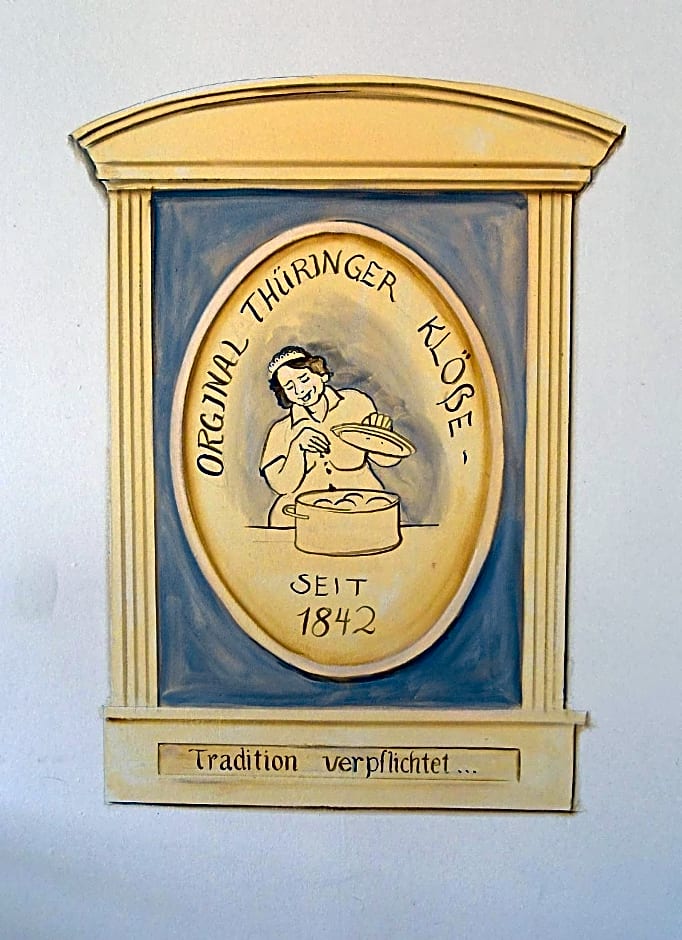 ORGINAL THÜRINGER KLÖßE-
SEIT
1842
Tradition verpflichtet...